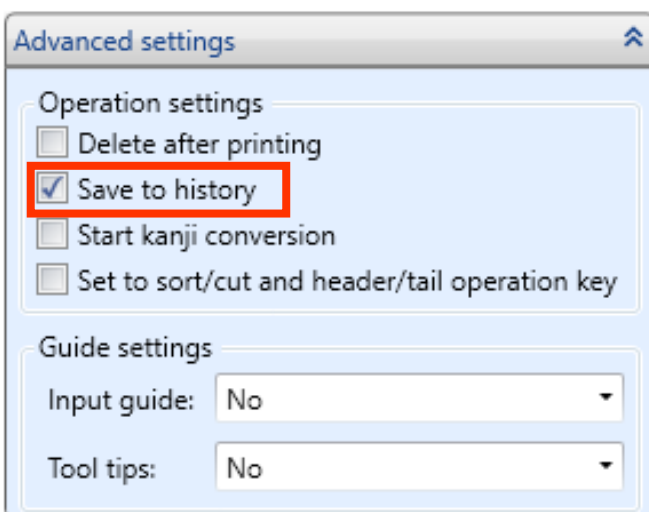 Advanced settings
Operation settings
Delete after printing
Save to history
Start kanji conversion
Set to sort/cut and header/tail operation key
Guide settings
Input guide: No
Tool tips: No